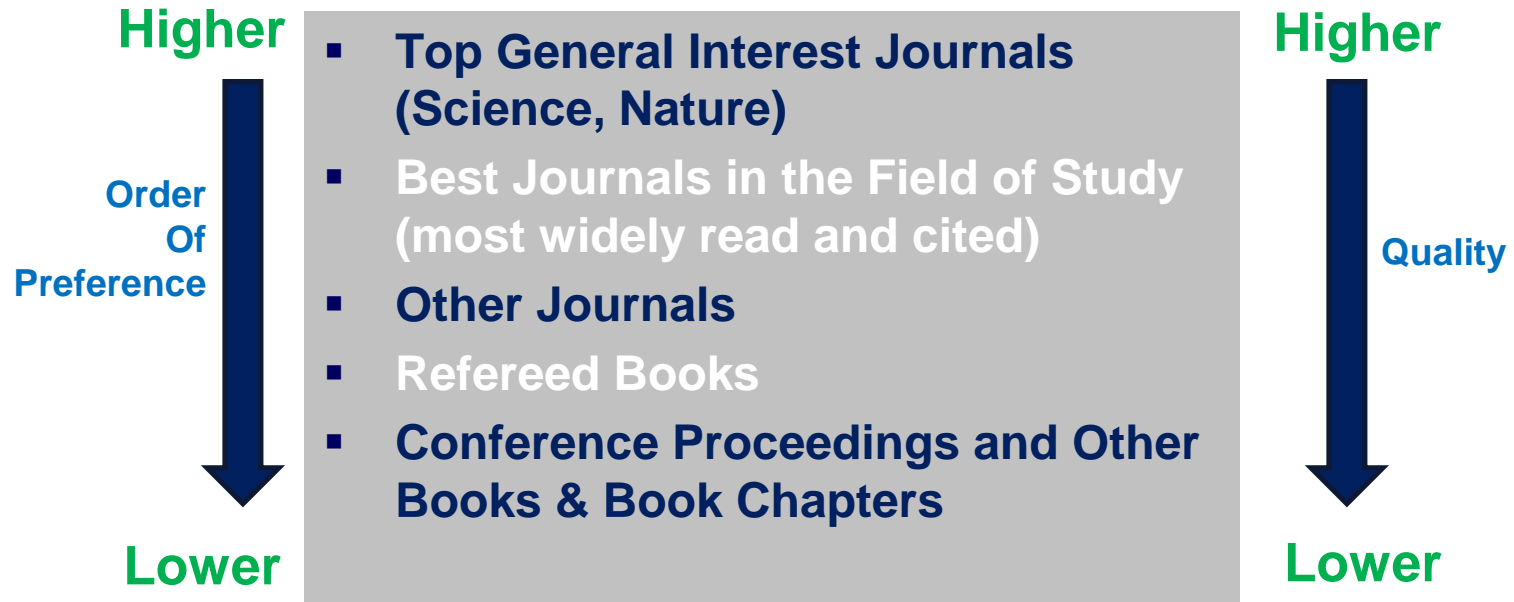 Higher
Order
Of
Preference
Lower
▪ Top General Interest Journals
(Science, Nature)
▪ Best Journals in the Field of Study
(most widely read and cited)
▪ Other Journals
▪ Refereed Books
▪ Conference Proceedings and Other
Books & Book Chapters
Higher
Quality
Lower